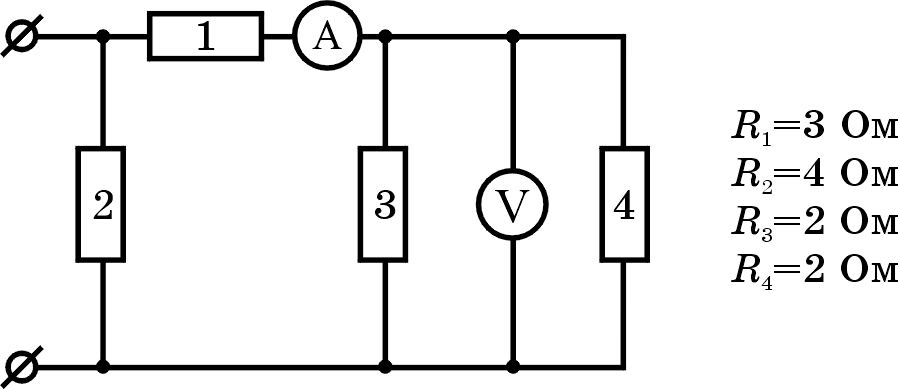 1
A
2
3
V
4
R₁=3 Ом
R₂=4 Ом
R₃=2 Ом
R₄=2 Ом